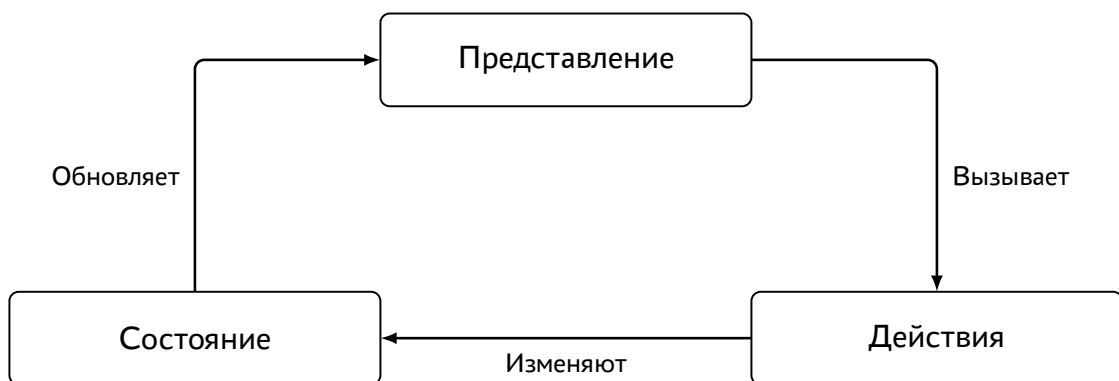 Представление
Обновляет
Вызывает
Состояние
Действия
Изменяют